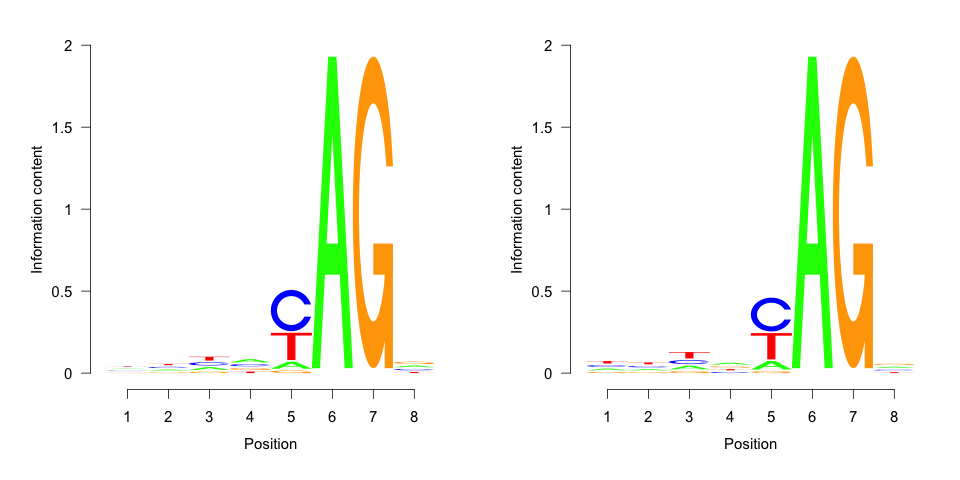 Information content
2
1.5
1
0.5
0
C
T
A
G
1 2 3 4 5 6 7 8
Position
Information content
2
1.5
1
0.5
0
C
T
A
A
G
1 2 3 4 5 6 7 8
Position